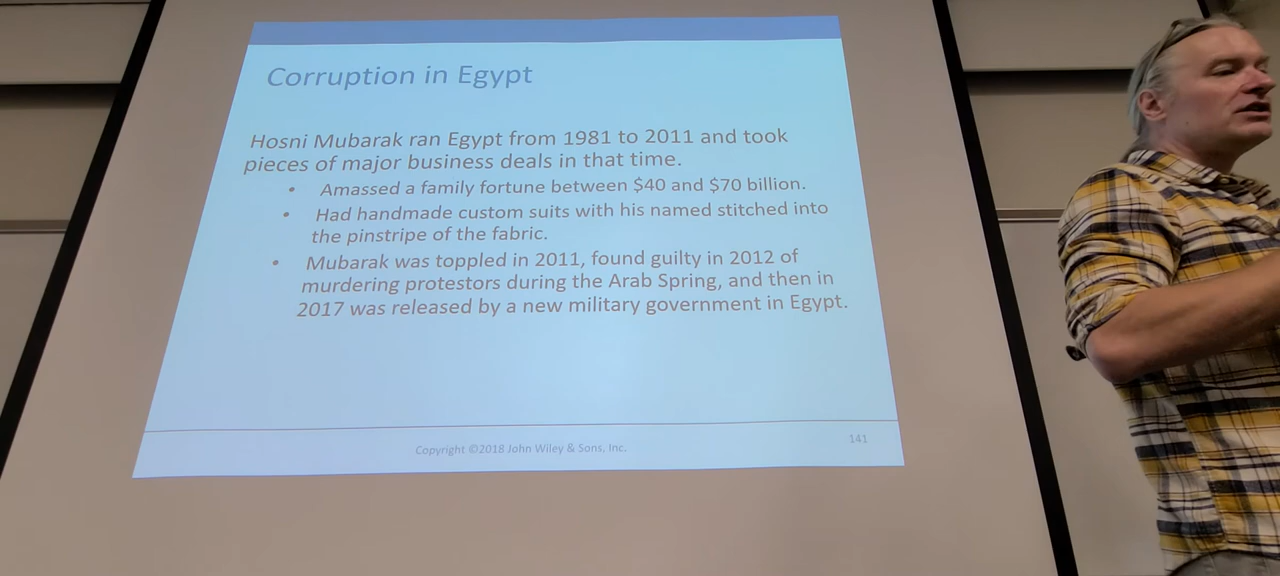 Corruption in Egypt
Hosni Mubarak ran Egypt from 1981 to 2011 and took
pieces of major business deals in that time.
• Amassed a family fortune between $40 and $70 billion.
• Had handmade custom suits with his named stitched into
the pinstripe of the fabric.
• Mubarak was toppled in 2011, found guilty in 2012 of
murdering protestors during the Arab Spring, and then in
2017 was released by a new military government in Egypt.
Copyright ©2018 John Wiley & Sons, Inc.
141